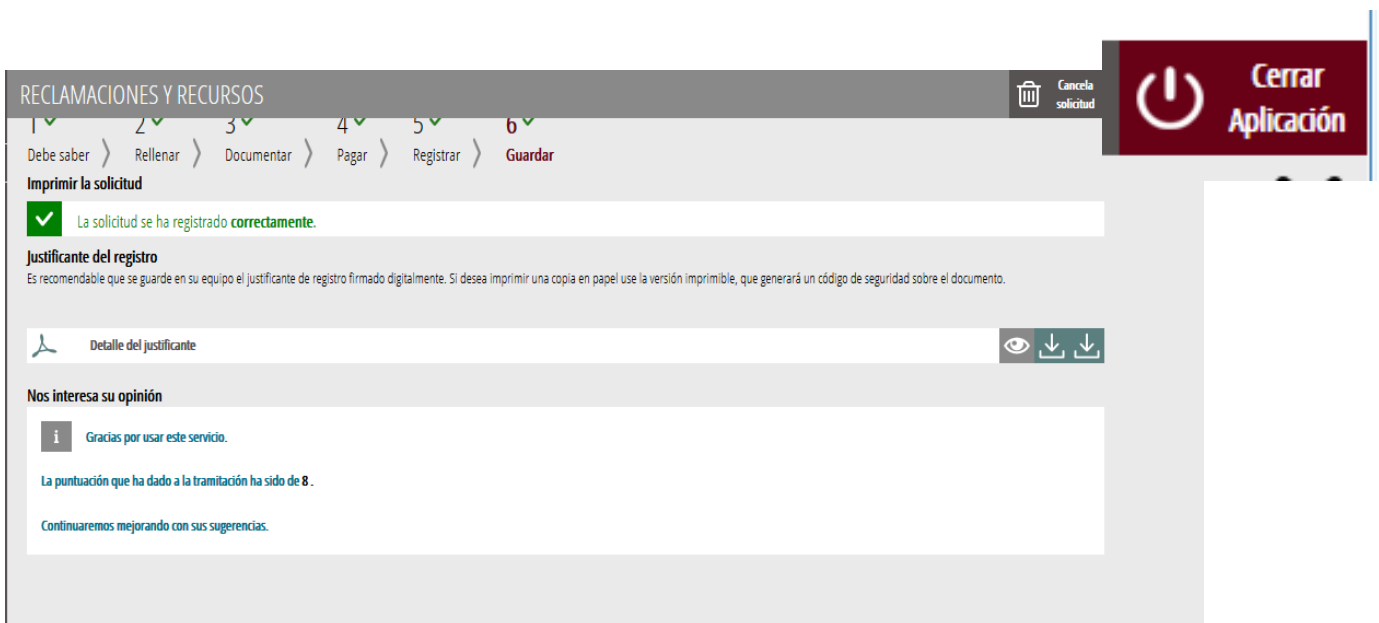 RECLAMACIONES Y RECURSOS
Cancela
solicitud
Cerrar
Aplicación
1 2 3 4 5 6
Debe saber Rellenar Documentar Pagar Registrar Guardar
Imprimir la solicitud
La solicitud se ha registrado correctamente.
Justificante del registro
Es recomendable que se guarde en su equipo el justificante de registro firmado digitalmente. Si desea imprimir una copia en papel use la versión imprimible, que generará un código de seguridad sobre el documento.
Detalle del justificante
Nos interesa su opinión
i Gracias por usar este servicio.
La puntuación que ha dado a la tramitación ha sido de 8 .
Continuaremos mejorando con sus sugerencias.